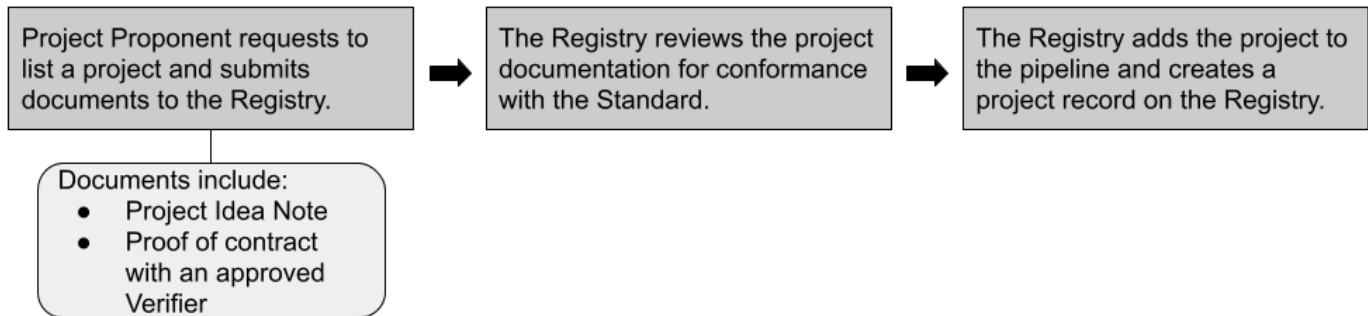 Project Proponent requests to
list a project and submits
documents to the Registry.
The Registry reviews the project
documentation for conformance
with the Standard.
The Registry adds the project to
the pipeline and creates a
project record on the Registry.
Documents include:
● Project Idea Note
● Proof of contract
with an approved
Verifier